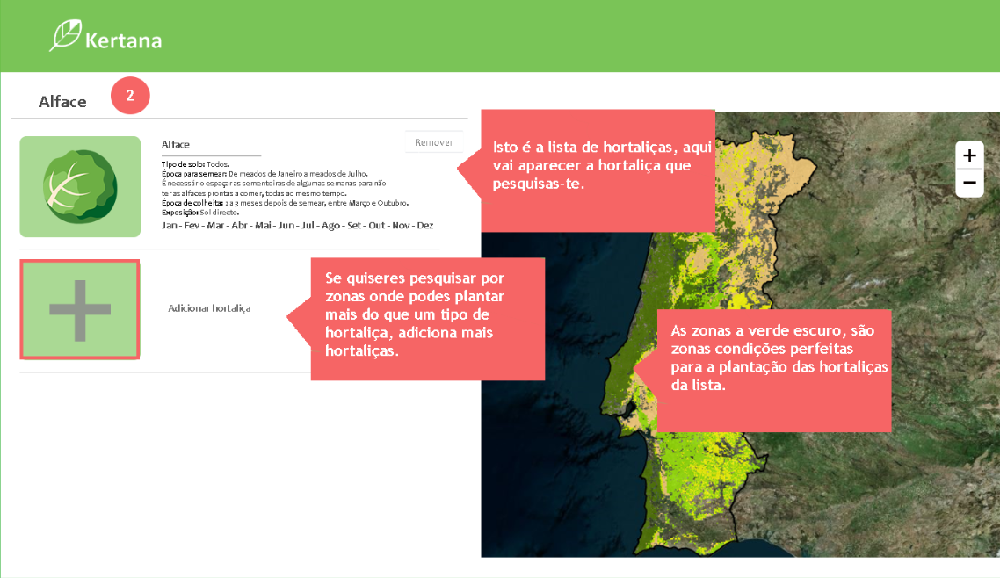 Kertana
Alface
2
Alface
Remover
Tipo de solo: Todos.
Época para semear: De meados de Janeiro a meados de Julho.
É necessário espaçar as sementeiras de algumas semanas para não
ter as alfaces prontas a comer, todas ao mesmo tempo.
Época de colheita: 2 a 3 meses depois de semear, entre Março e Outubro.
Exposição: Sol directo.
Jan - Fev - Mar - Abr - Mai - Jun - Jul - Ago - Set - Out - Nov - Dez
Isto é a lista de hortaliças, aqui
vai aparecer a hortaliça que
pesquisas-te.
+
−
Adicionar hortaliça
Se quiseres pesquisar por
zonas onde podes plantar
mais do que um tipo de
hortaliça, adiciona mais
hortaliças.
As zonas a verde escuro, são
zonas condições perfeitas
para a plantação das hortaliças
da lista.